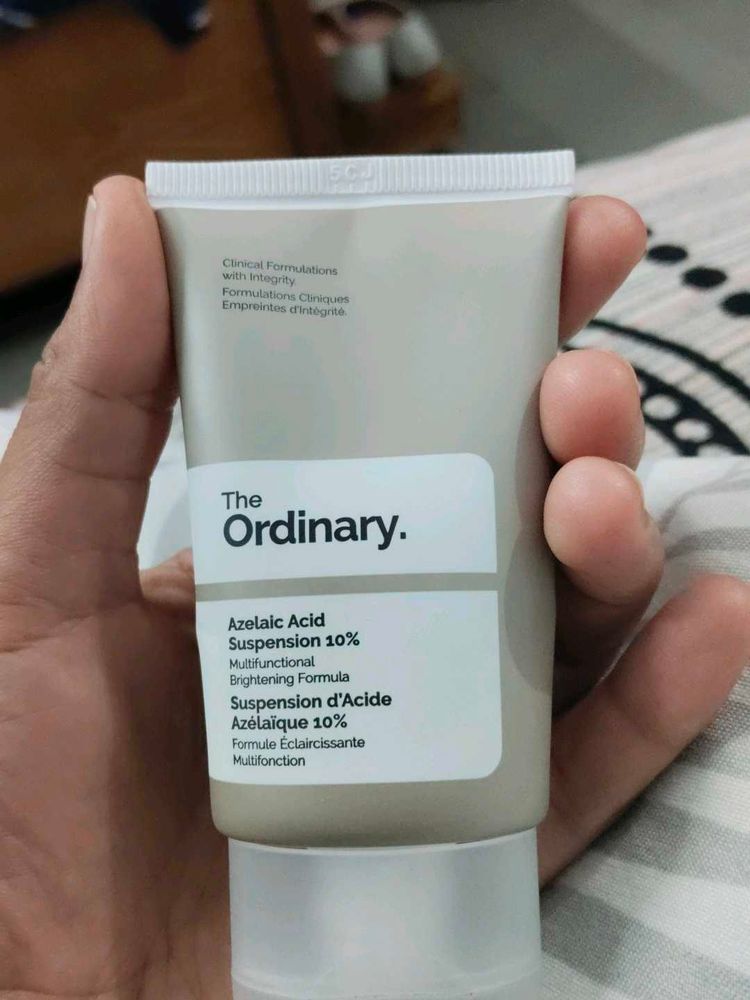 5CJ
Clinical Formulations
with Integrity.
Formulations Cliniques
Empreintes d'Intégrité.
The
Ordinary.
Azelaic Acid
Suspension 10%
Multifunctional
Brightening Formula
Suspension d'Acide
Azélaïque 10%
Formule Éclaircissante
Multifonction